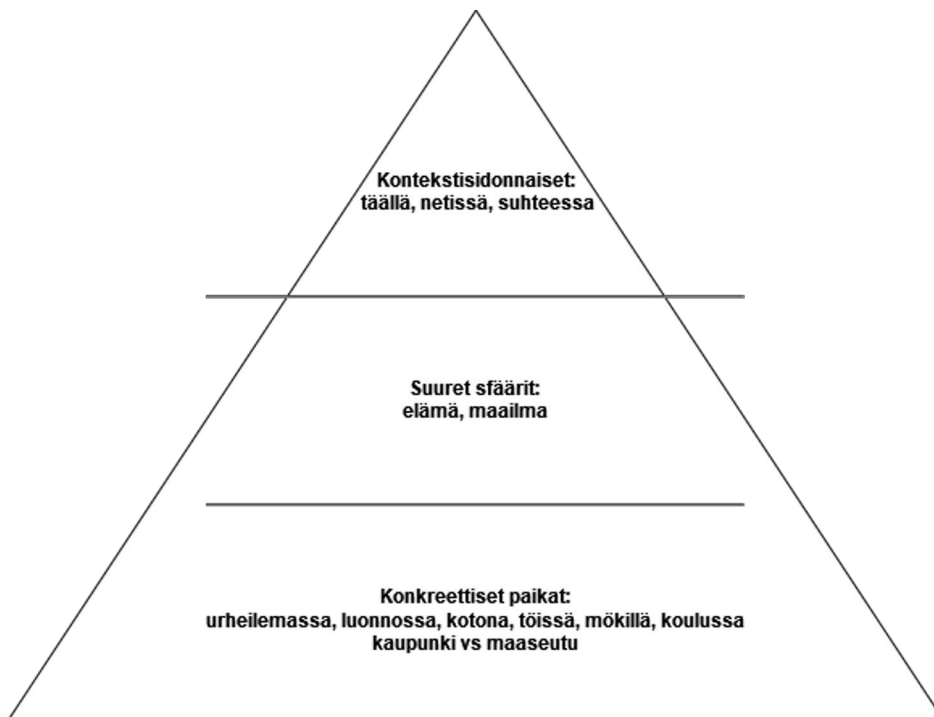 Kontekstisidonnaiset:
täällä, netissä, suhteessa
Suuret sfäärit:
elämä, maailma
Konkreettiset paikat:
urheilemassa, luonnossa, kotona, töissä, mökillä, koulussa
kaupunki vs maaseutu